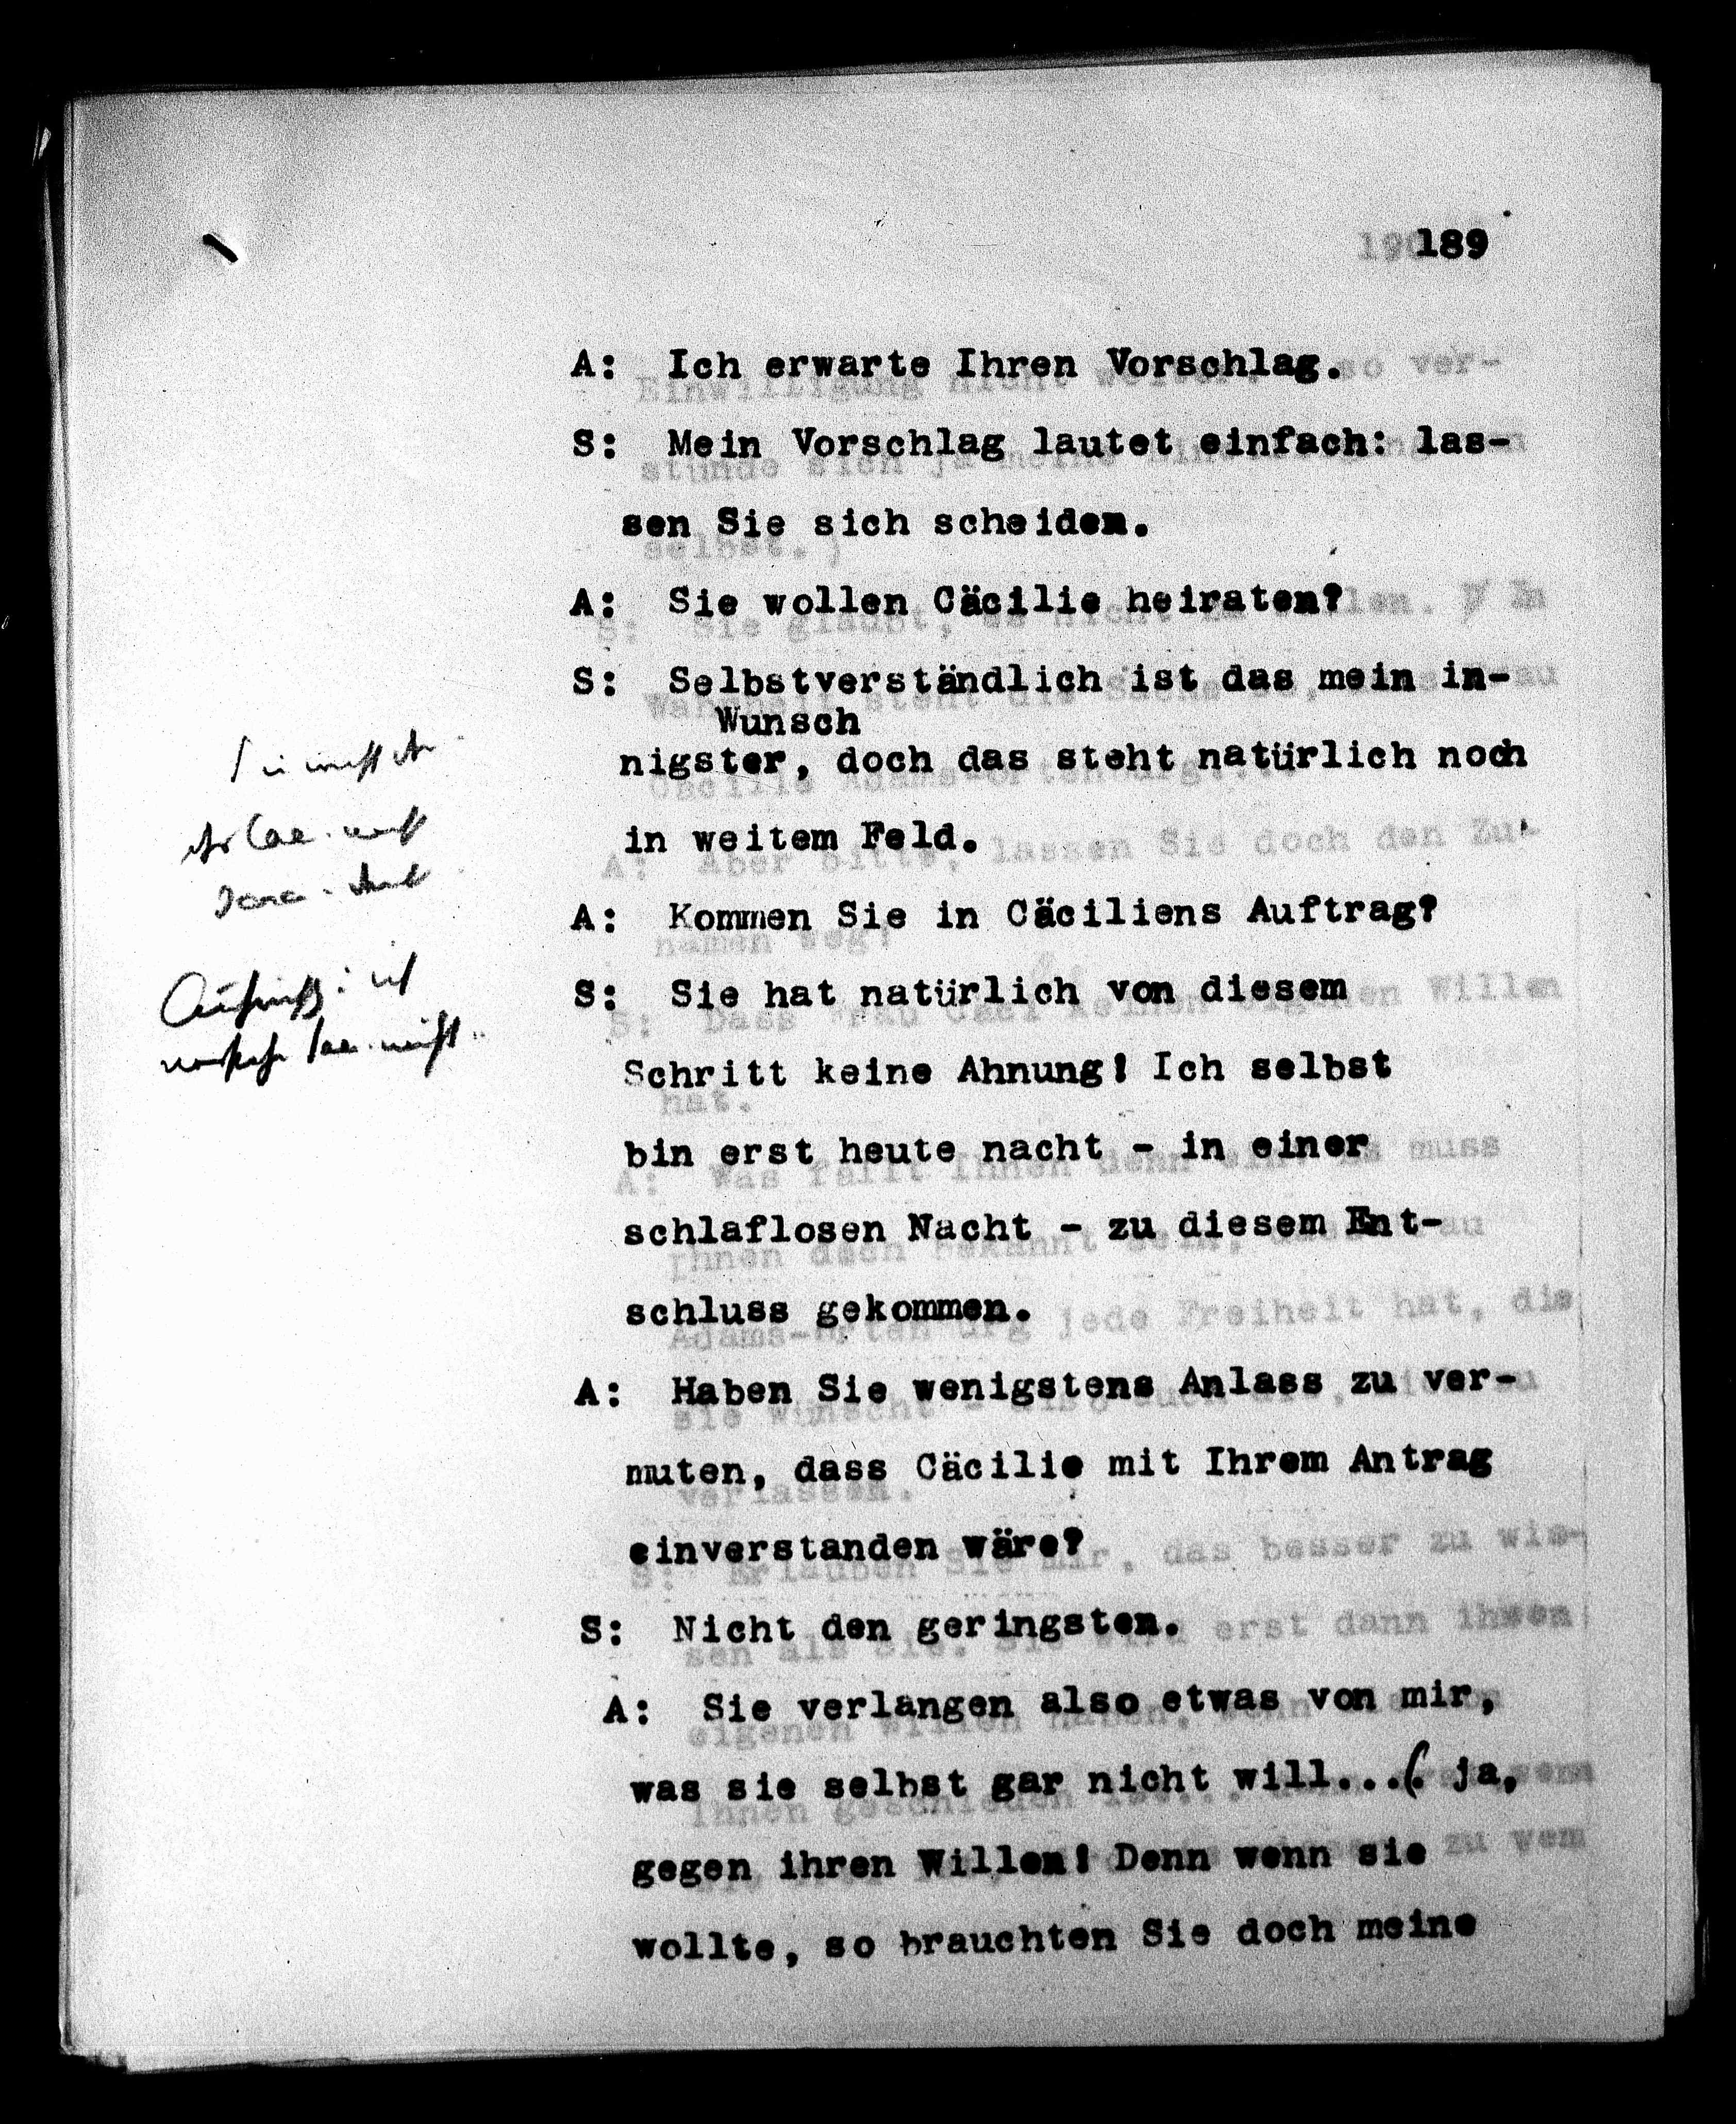 189
A: Ich erwarte Ihren Vorschlag.
S: Mein Vorschlag lautet einfach: las-
sen Sie sich scheiden.
A: Sie wollen Cäcilie heiraten?
S: Selbstverständlich ist das mein in-
Wunsch
nigster, doch das steht natürlich noch
in weitem Feld.
A: Kommen Sie in Cäciliens Auftrag?
S: Sie hat natürlich von diesem
Schritt keine Ahnung! Ich selbst
bin erst heute nacht - in einer
schlaflosen Nacht - zu diesem Ent-
schluss gekommen.
A: Haben Sie wenigstens Anlass zu ver-
muten, dass Cäcilie mit Ihrem Antrag
einverstanden wäre?
S: Nicht den geringsten.
A: Sie verlangen also etwas von mir,
was sie selbst gar nicht will...(. ja,
gegen ihren Willen! Denn wenn sie
wollte, so brauchten Sie doch meine